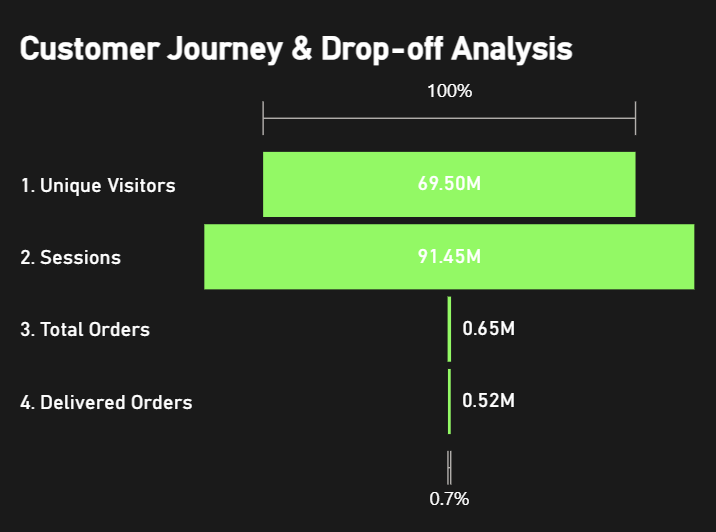 Customer Journey & Drop-off Analysis
100%
1. Unique Visitors 69.50M
2. Sessions 91.45M
3. Total Orders 0.65M
4. Delivered Orders 0.52M
0.7%